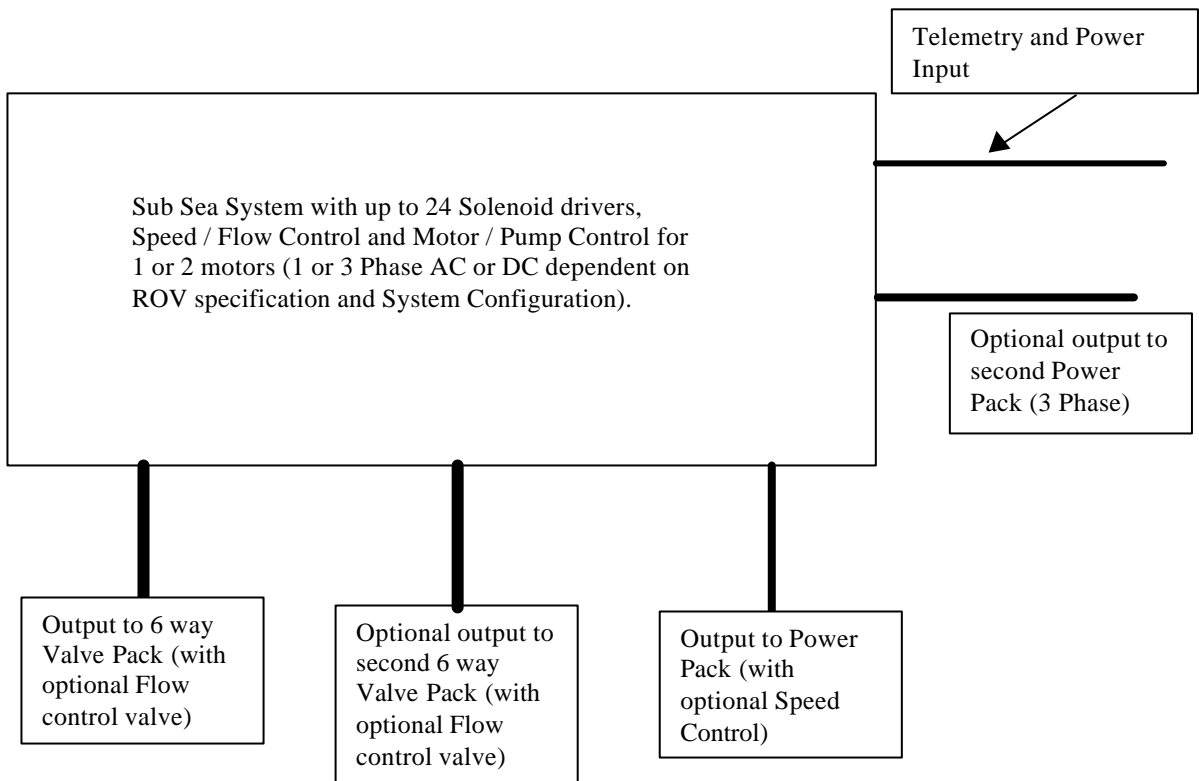 Telemetry and Power
Input
Sub Sea System with up to 24 Solenoid drivers,
Speed / Flow Control and Motor / Pump Control for
1 or 2 motors (1 or 3 Phase AC or DC dependent on
ROV specification and System Configuration).
Optional output to
second Power
Pack (3 Phase)
Output to 6 way
Valve Pack (with
optional Flow
control valve)
Optional output to
second 6 way
Valve Pack (with
optional Flow
control valve)
Output to Power
Pack (with
optional Speed
Control)